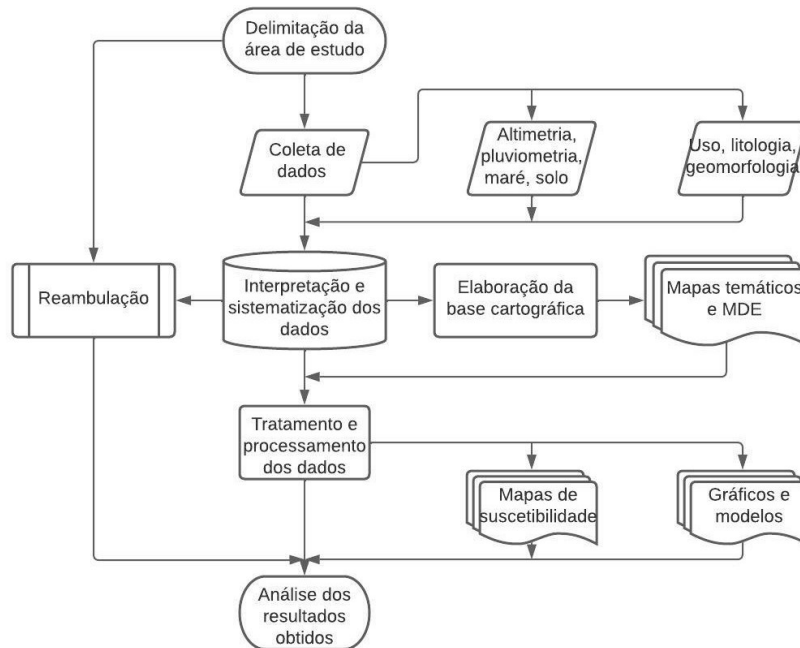 Delimitação da
área de estudo
Coleta de
dados
Altimetria,
pluviometria,
maré, solo
Uso, litologia,
geomorfologia
Reambulação
Interpretação e
sistematização dos
dados
Elaboração da
base cartográfica
Mapas temáticos
e MDE
Tratamento e
processamento
dos dados
Mapas de
suscetibilidade
Gráficos e
modelos
Análise dos
resultados
obtidos